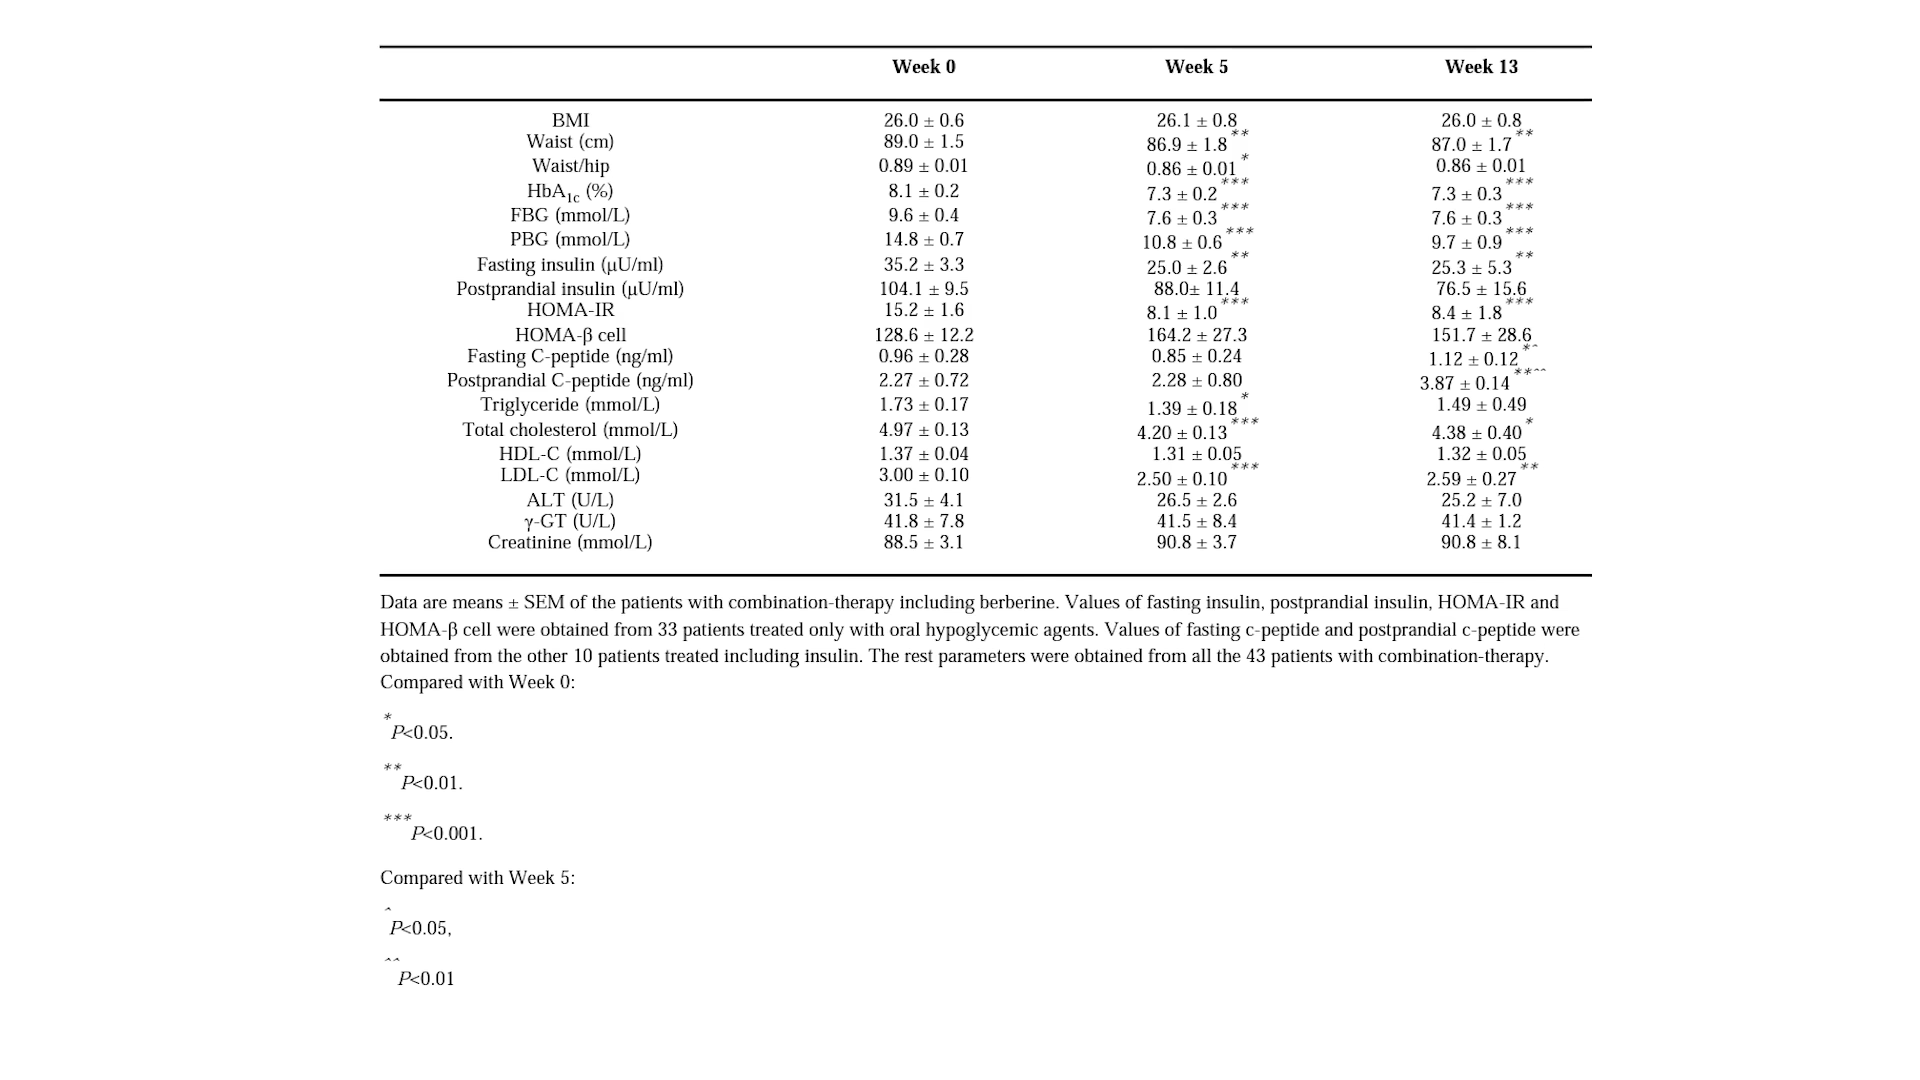 Week 0 Week 5 Week 13
BMI 26.0 ± 0.6 26.1 ± 0.8 26.0 ± 0.8
Waist (cm) 89.0 ± 1.5 86.9 ± 1.8** 87.0 ± 1.7**
Waist/hip 0.89 ± 0.01 0.86 ± 0.01* 0.86 ± 0.01
HbA1c (%) 8.1 ± 0.2 7.3 ± 0.2*** 7.3 ± 0.3***
FBG (mmol/L) 9.6 ± 0.4 7.6 ± 0.3*** 7.6 ± 0.3***
PBG (mmol/L) 14.8 ± 0.7 10.8 ± 0.6*** 9.7 ± 0.9***
Fasting insulin (μU/ml) 35.2 ± 3.3 25.0 ± 2.6** 25.3 ± 5.3**
Postprandial insulin (μU/ml) 104.1 ± 9.5 88.0± 11.4 76.5 ± 15.6
HOMA-IR 15.2 ± 1.6 8.1 ± 1.0*** 8.4 ± 1.8***
HOMA-β cell 128.6 ± 12.2 164.2 ± 27.3 151.7 ± 28.6
Fasting C-peptide (ng/ml) 0.96 ± 0.28 0.85 ± 0.24 1.12 ± 0.12*^
Postprandial C-peptide (ng/ml) 2.27 ± 0.72 2.28 ± 0.80 3.87 ± 0.14**^^
Triglyceride (mmol/L) 1.73 ± 0.17 1.39 ± 0.18* 1.49 ± 0.49
Total cholesterol (mmol/L) 4.97 ± 0.13 4.20 ± 0.13*** 4.38 ± 0.40*
HDL-C (mmol/L) 1.37 ± 0.04 1.31 ± 0.05 1.32 ± 0.05
LDL-C (mmol/L) 3.00 ± 0.10 2.50 ± 0.10*** 2.59 ± 0.27**
ALT (U/L) 31.5 ± 4.1 26.5 ± 2.6 25.2 ± 7.0
γ-GT (U/L) 41.8 ± 7.8 41.5 ± 8.4 41.4 ± 1.2
Creatinine (mmol/L) 88.5 ± 3.1 90.8 ± 3.7 90.8 ± 8.1
Data are means ± SEM of the patients with combination-therapy including berberine. Values of fasting insulin, postprandial insulin, HOMA-IR and
HOMA-β cell were obtained from 33 patients treated only with oral hypoglycemic agents. Values of fasting c-peptide and postprandial c-peptide were
obtained from the other 10 patients treated including insulin. The rest parameters were obtained from all the 43 patients with combination-therapy.
Compared with Week 0:
*P<0.05.
**P<0.01.
***P<0.001.
Compared with Week 5:
^P<0.05,
^^P<0.01